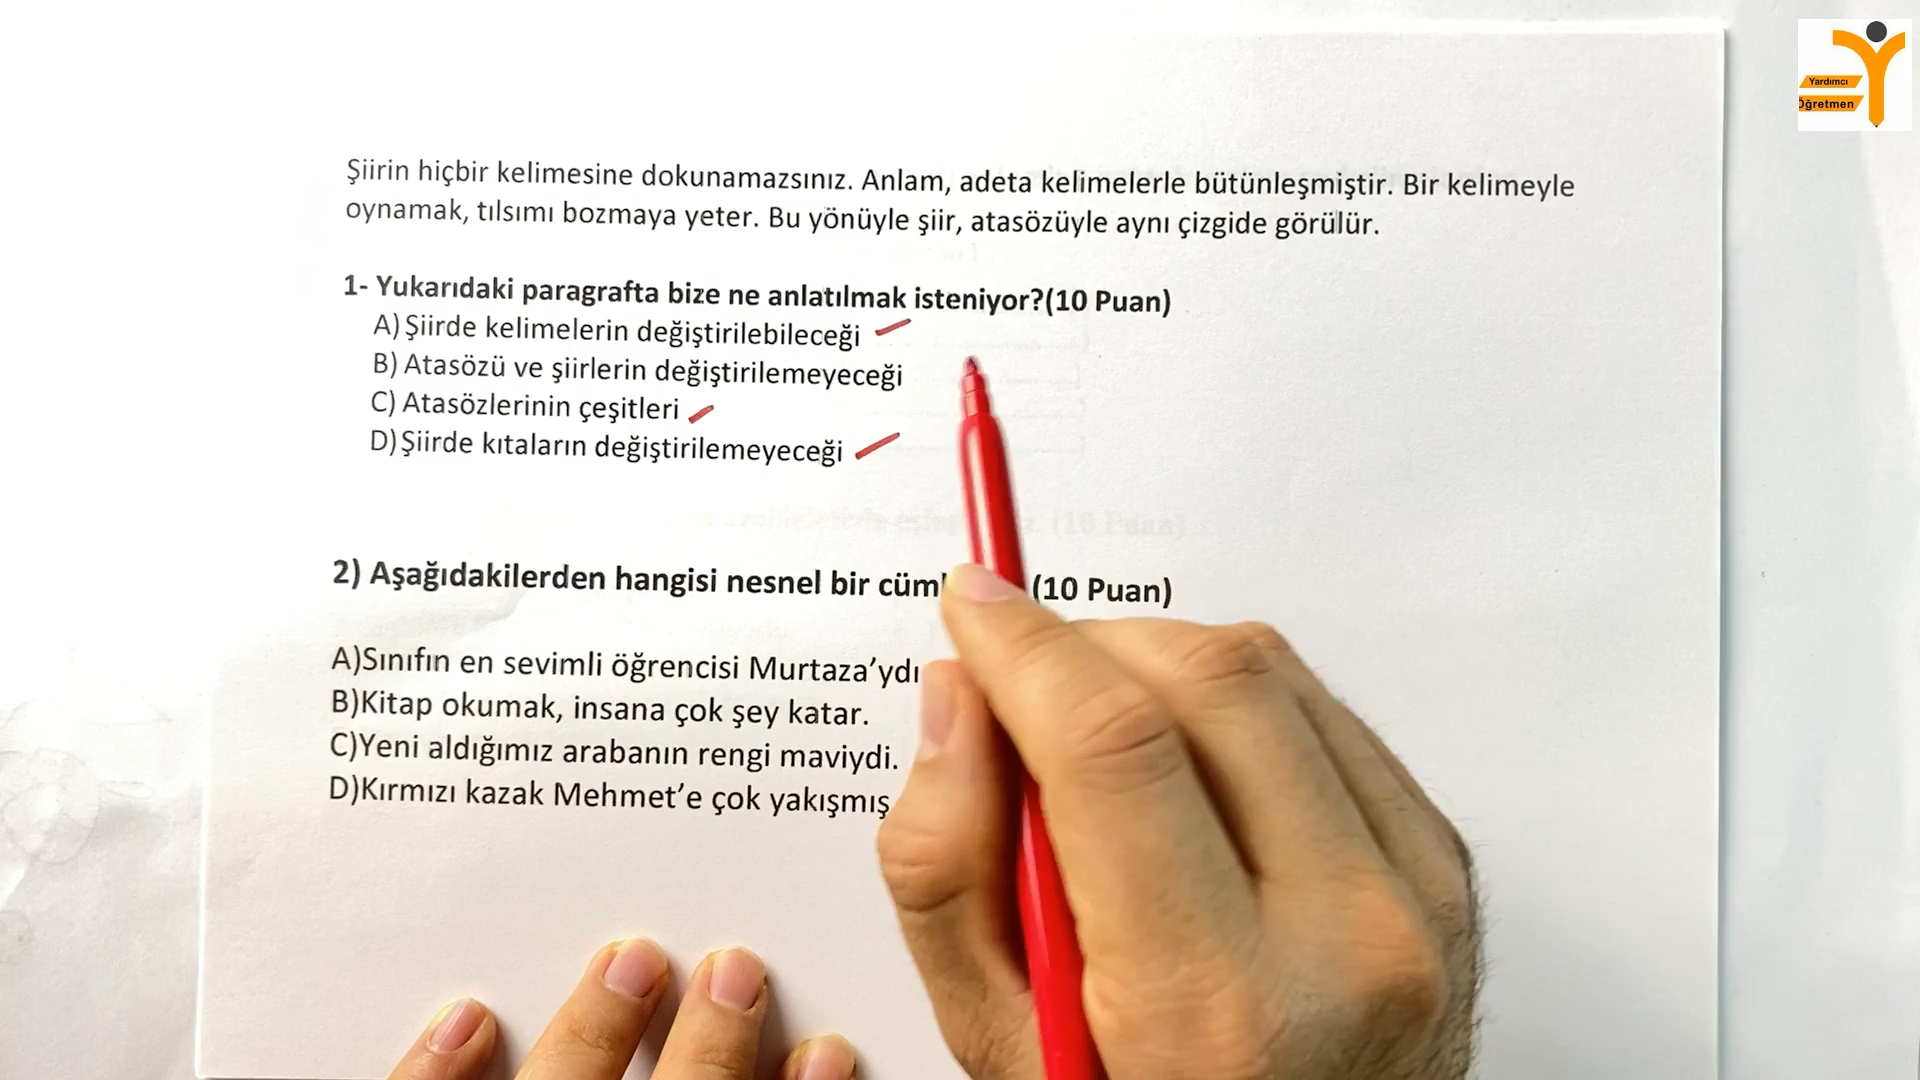 Yardımcı
Öğretmen
Şiirin hiçbir kelimesine dokunamazsınız. Anlam, adeta kelimelerle bütünleşmiştir. Bir kelimeyle
oynamak, tılsımı bozmaya yeter. Bu yönüyle şiir, atasözüyle aynı çizgide görülür.
1- Yukarıdaki paragrafta bize ne anlatılmak isteniyor?(10 Puan)
A) Şiirde kelimelerin değiştirilebileceği
B) Atasözü ve şiirlerin değiştirilemeyeceği
C) Atasözlerinin çeşitleri
D) Şiirde kıtaların değiştirilemeyeceği
2) Aşağıdakilerden hangisi nesnel bir (10 Puan)
A)Sınıfın en sevimli öğrencisi Murtaza’ydı
B)Kitap okumak, insana çok şey katar.
C)Yeni aldığımız arabanın rengi maviydi.
D)Kırmızı kazak Mehmet’e çok yakışmış